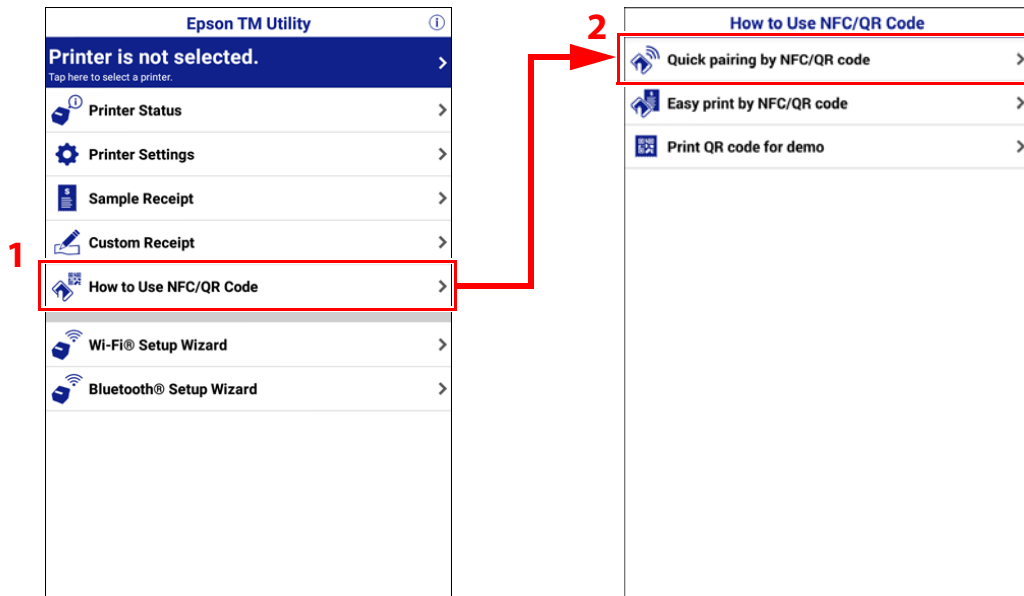 Epson TM Utility
Printer is not selected.
Tap here to select a printer.
Printer Status
Printer Settings
Sample Receipt
Custom Receipt
1
How to Use NFC/QR Code
Wi-Fi® Setup Wizard
Bluetooth® Setup Wizard
2
How to Use NFC/QR Code
Quick pairing by NFC/QR code
Easy print by NFC/QR code
Print QR code for demo